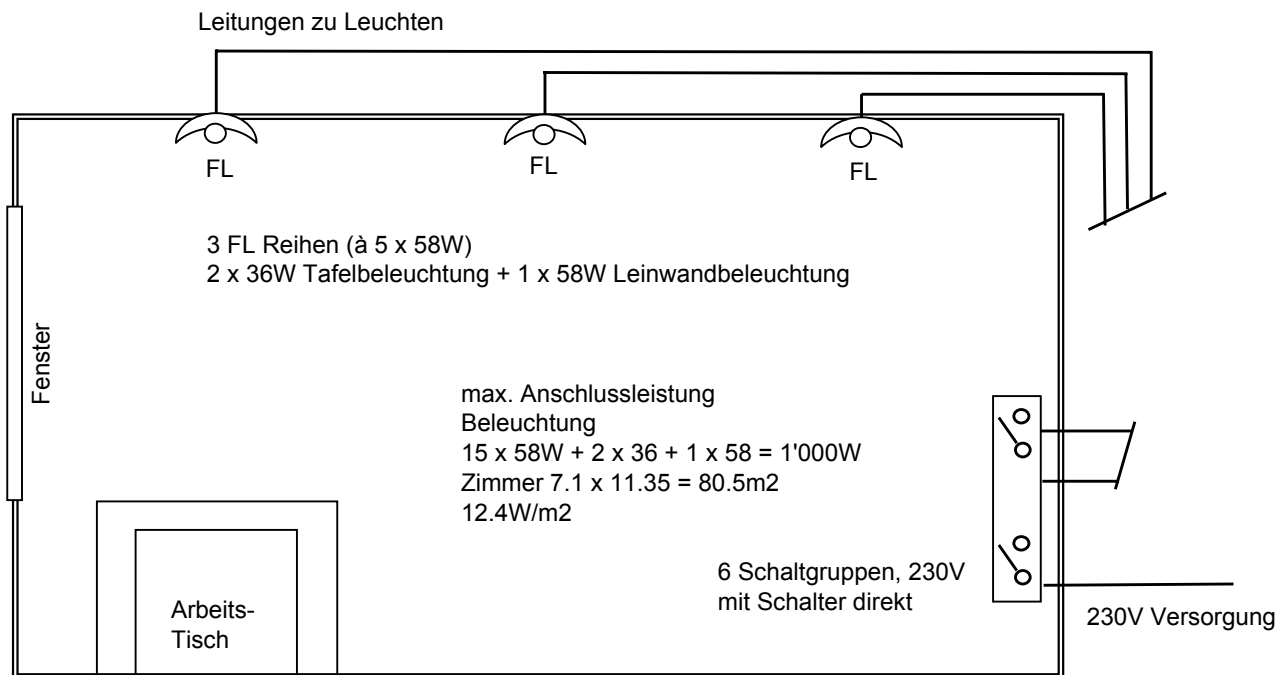 Leitungen zu Leuchten
FL
FL
FL
3 FL Reihen (à 5 x 58W)
2 x 36W Tafelbeleuchtung + 1 x 58W Leinwandbeleuchtung
Fenster
max. Anschlussleistung
Beleuchtung
15 x 58W + 2 x 36 + 1 x 58 = 1'000W
Zimmer 7.1 x 11.35 = 80.5m2
12.4W/m2
6 Schaltgruppen, 230V
mit Schalter direkt
230V Versorgung
Arbeits-
Tisch